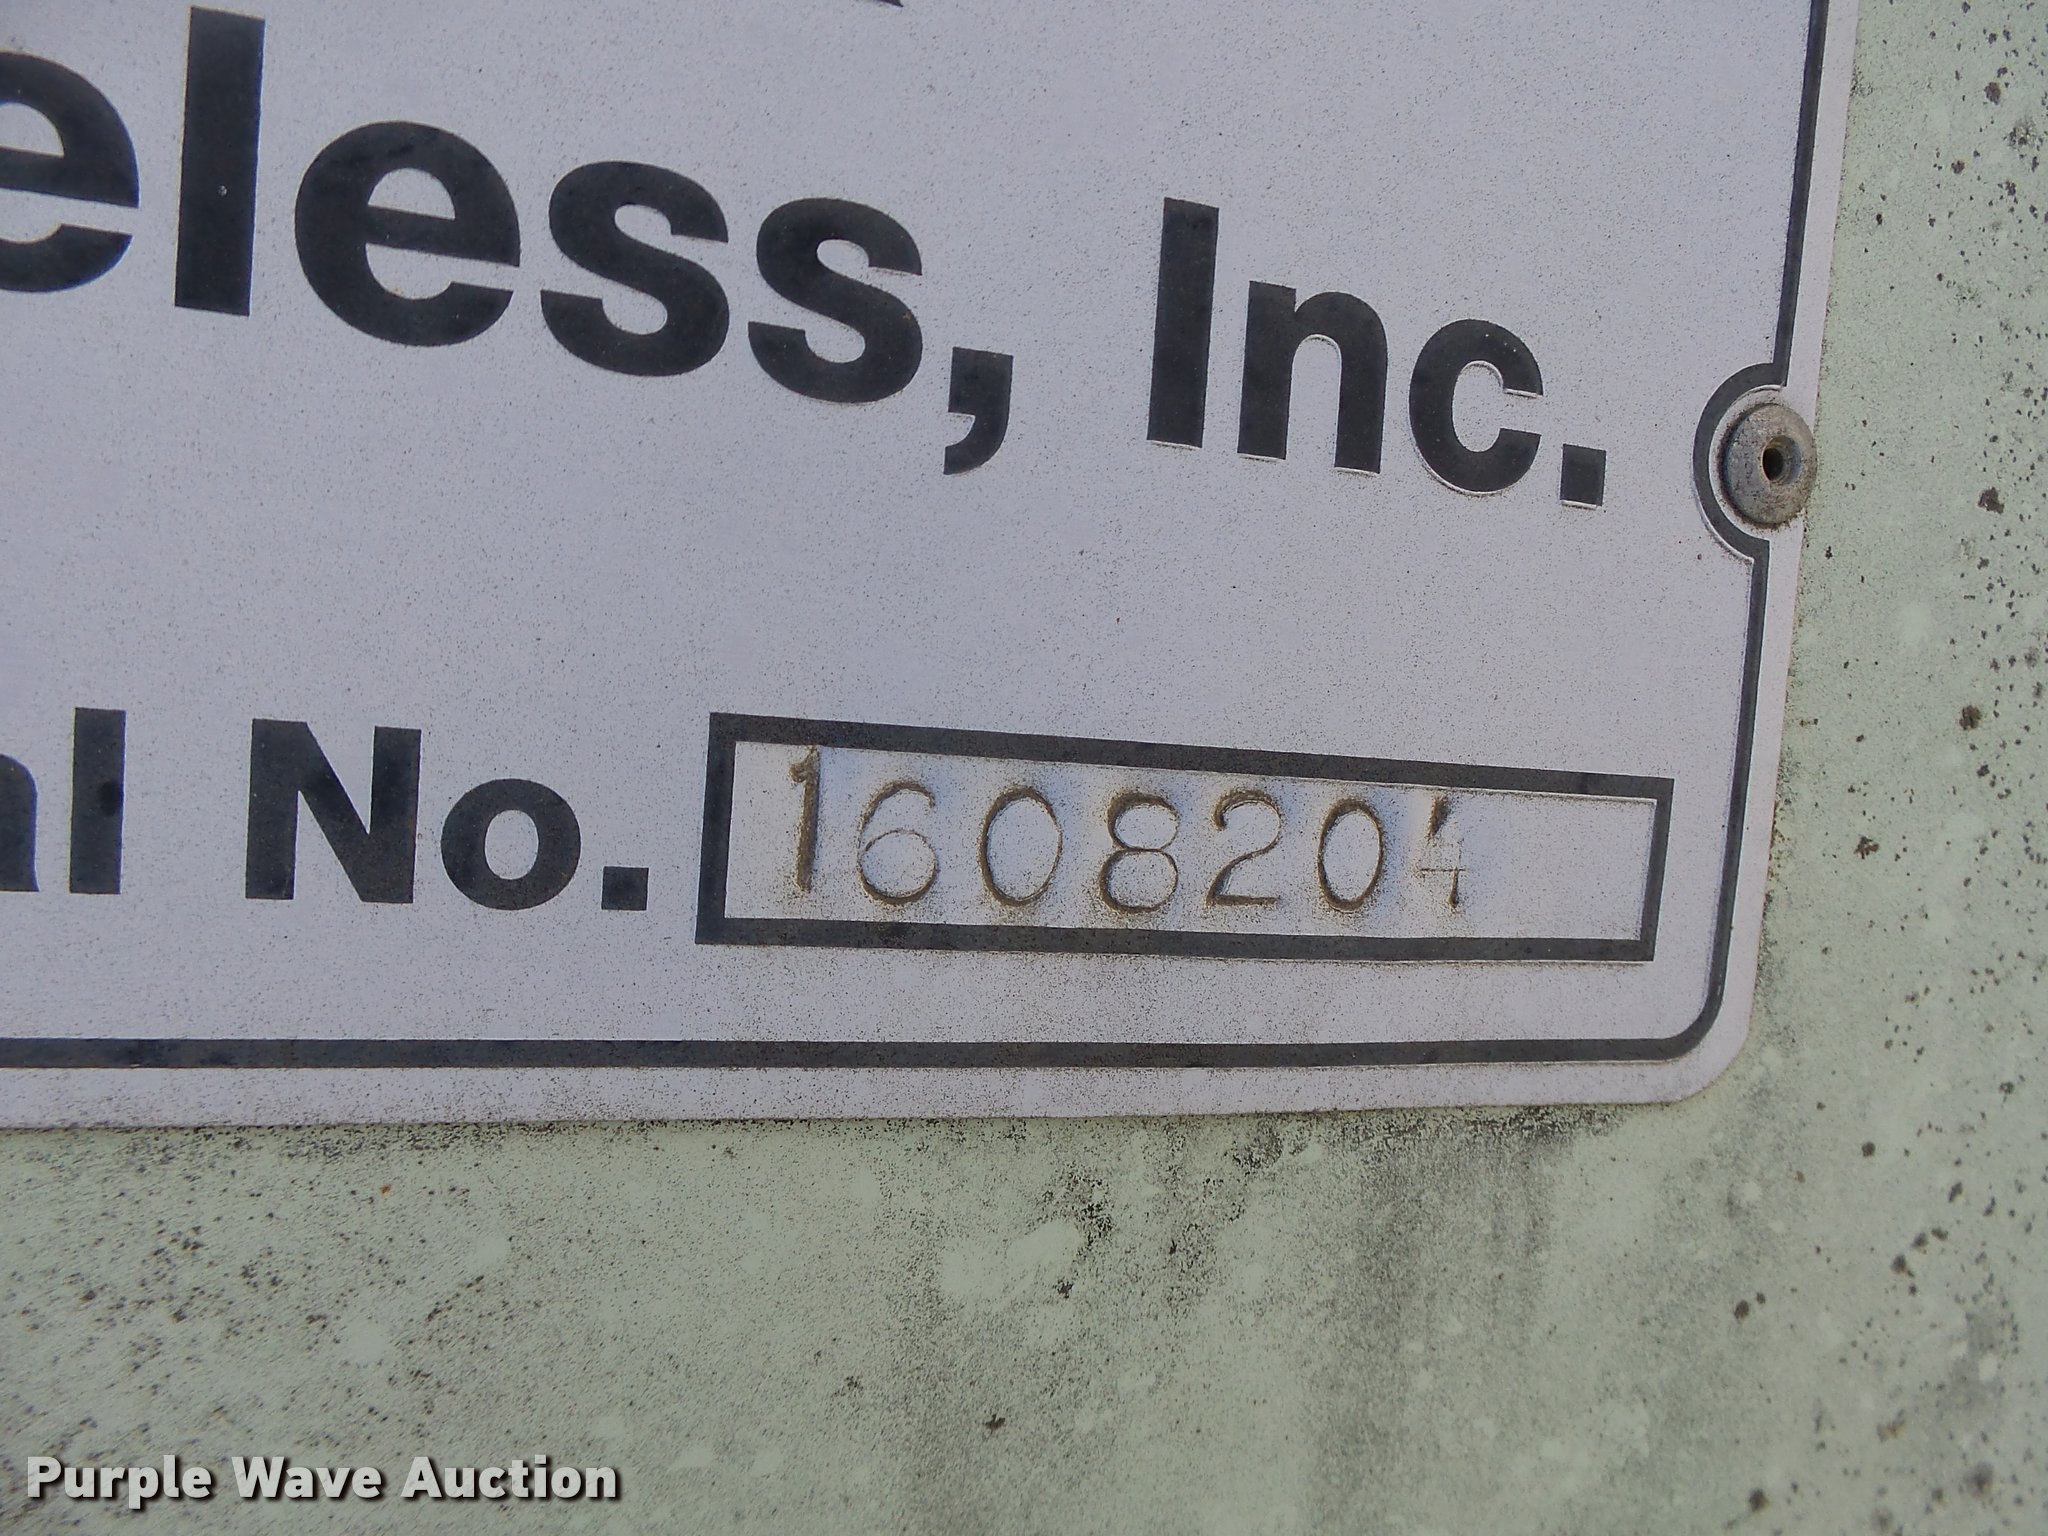 eless, Inc.
al No. 1608204
Purple Wave Auction